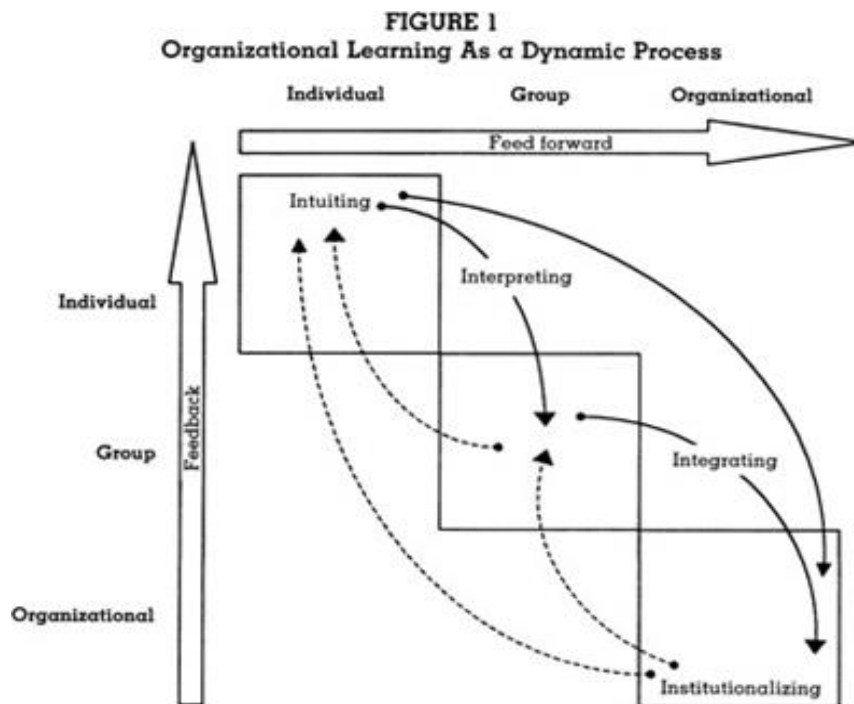 FIGURE 1
Organizational Learning As a Dynamic Process
Individual
Group
Organizational
Feed forward
Intuiting
Interpreting
Individual
Feedback
Group
Integrating
Organizational
Institutionalizing